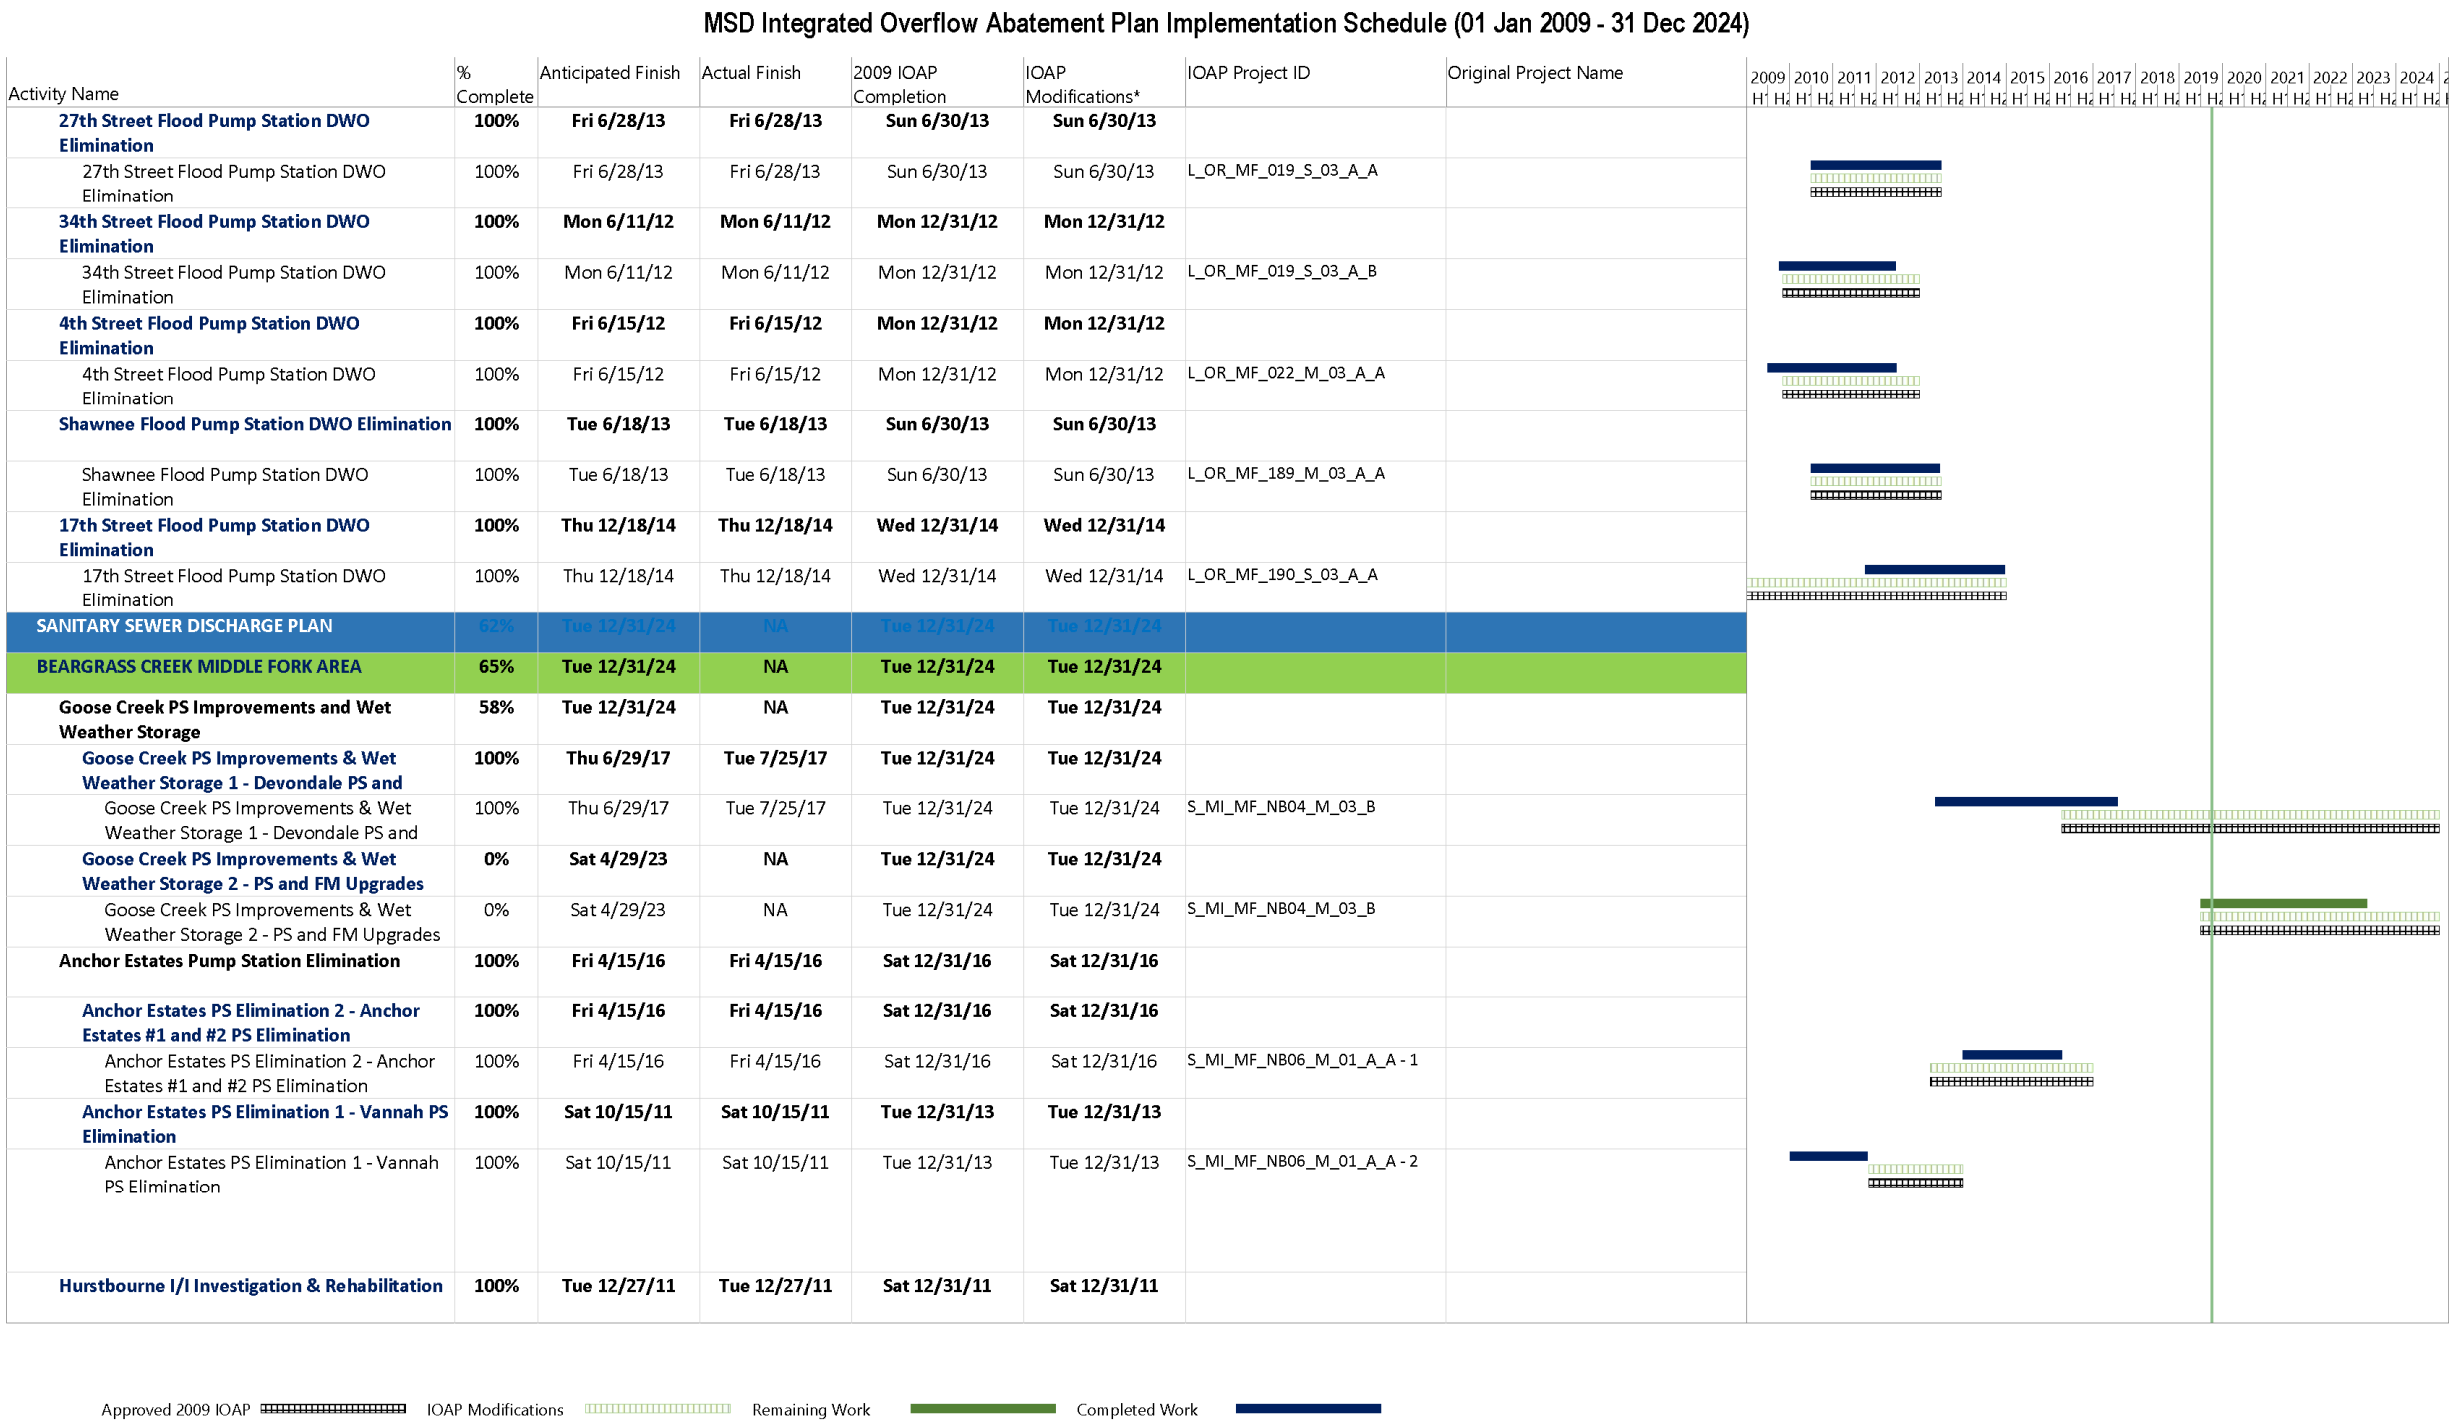 MSD Integrated Overflow Abatement Plan Implementation Schedule (01 Jan 2009 - 31 Dec 2024)
Activity Name % Complete Anticipated Finish Actual Finish 2009 IOAP Completion IOAP Modifications* IOAP Project ID Original Project Name
2009 2010 2011 2012 2013 2014 2015 2016 2017 2018 2019 2020 2021 2022 2023 2024
27th Street Flood Pump Station DWO 100% Fri 6/28/13 Fri 6/28/13 Sun 6/30/13 Sun 6/30/13
Elimination
27th Street Flood Pump Station DWO 100% Fri 6/28/13 Fri 6/28/13 Sun 6/30/13 Sun 6/30/13 L_OR_MF_019_S_03_A_A
Elimination
34th Street Flood Pump Station DWO 100% Mon 6/11/12 Mon 6/11/12 Mon 12/31/12 Mon 12/31/12
Elimination
34th Street Flood Pump Station DWO 100% Mon 6/11/12 Mon 6/11/12 Mon 12/31/12 Mon 12/31/12 L_OR_MF_019_S_03_A_B
Elimination
4th Street Flood Pump Station DWO 100% Fri 6/15/12 Fri 6/15/12 Mon 12/31/12 Mon 12/31/12
Elimination
4th Street Flood Pump Station DWO 100% Fri 6/15/12 Fri 6/15/12 Mon 12/31/12 Mon 12/31/12 L_OR_MF_022_M_03_A_A
Elimination
Shawnee Flood Pump Station DWO Elimination 100% Tue 6/18/13 Tue 6/18/13 Sun 6/30/13 Sun 6/30/13
Shawnee Flood Pump Station DWO 100% Tue 6/18/13 Tue 6/18/13 Sun 6/30/13 Sun 6/30/13 L_OR_MF_189_M_03_A_A
Elimination
17th Street Flood Pump Station DWO 100% Thu 12/18/14 Thu 12/18/14 Wed 12/31/14 Wed 12/31/14
Elimination
17th Street Flood Pump Station DWO 100% Thu 12/18/14 Thu 12/18/14 Wed 12/31/14 Wed 12/31/14 L_OR_MF_190_S_03_A_A
Elimination
SANITARY SEWER DISCHARGE PLAN 62% Tue 12/31/24 NA Tue 12/31/24 Tue 12/31/24
BEARGRASS CREEK MIDDLE FORK AREA 65% Tue 12/31/24 NA Tue 12/31/24 Tue 12/31/24
Goose Creek PS Improvements and Wet 58% Tue 12/31/24 NA Tue 12/31/24 Tue 12/31/24
Weather Storage
Goose Creek PS Improvements & Wet 100% Thu 6/29/17 Tue 7/25/17 Tue 12/31/24 Tue 12/31/24
Weather Storage 1 - Devondale PS and
Goose Creek PS Improvements & Wet 100% Thu 6/29/17 Tue 7/25/17 Tue 12/31/24 Tue 12/31/24 S_MI_MF_NB04_M_03_B
Weather Storage 1 - Devondale PS and
Goose Creek PS Improvements & Wet 0% Sat 4/29/23 NA Tue 12/31/24 Tue 12/31/24
Weather Storage 2 - PS and FM Upgrades
Goose Creek PS Improvements & Wet 0% Sat 4/29/23 NA Tue 12/31/24 Tue 12/31/24 S_MI_MF_NB04_M_03_B
Weather Storage 2 - PS and FM Upgrades
Anchor Estates Pump Station Elimination 100% Fri 4/15/16 Fri 4/15/16 Sat 12/31/16 Sat 12/31/16
Anchor Estates PS Elimination 2 - Anchor 100% Fri 4/15/16 Fri 4/15/16 Sat 12/31/16 Sat 12/31/16
Estates #1 and #2 PS Elimination
Anchor Estates PS Elimination 2 - Anchor 100% Fri 4/15/16 Fri 4/15/16 Sat 12/31/16 Sat 12/31/16 S_MI_MF_NB06_M_01_A_A - 1
Estates #1 and #2 PS Elimination
Anchor Estates PS Elimination 1 - Vannah PS 100% Sat 10/15/11 Sat 10/15/11 Tue 12/31/13 Tue 12/31/13
Elimination
Anchor Estates PS Elimination 1 - Vannah 100% Sat 10/15/11 Sat 10/15/11 Tue 12/31/13 Tue 12/31/13 S_MI_MF_NB06_M_01_A_A - 2
PS Elimination
Hurstbourne I/I Investigation & Rehabilitation 100% Tue 12/27/11 Tue 12/27/11 Sat 12/31/11 Sat 12/31/11
Approved 2009 IOAP IOAP Modifications Remaining Work Completed Work